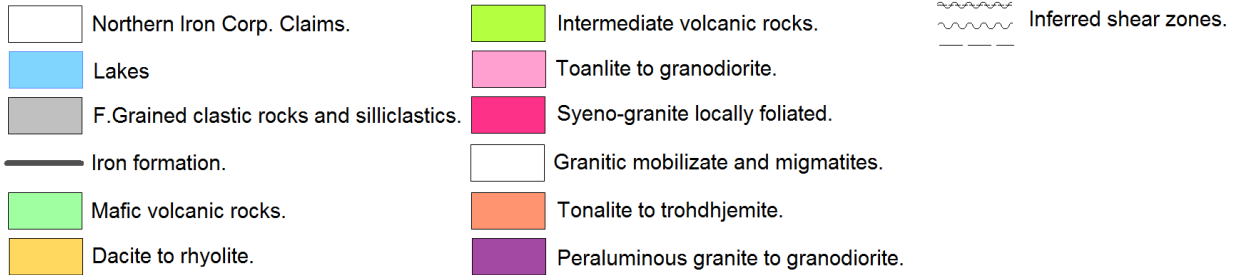 Northern Iron Corp. Claims.
Lakes
F.Grained clastic rocks and silliclastics.
Iron formation.
Mafic volcanic rocks.
Dacite to rhyolite.
Intermediate volcanic rocks.
Toanlite to granodiorite.
Syeno-granite locally foliated.
Granitic mobilizate and migmatites.
Tonalite to trohdhjemite.
Peraluminous granite to granodiorite.
Inferred shear zones.